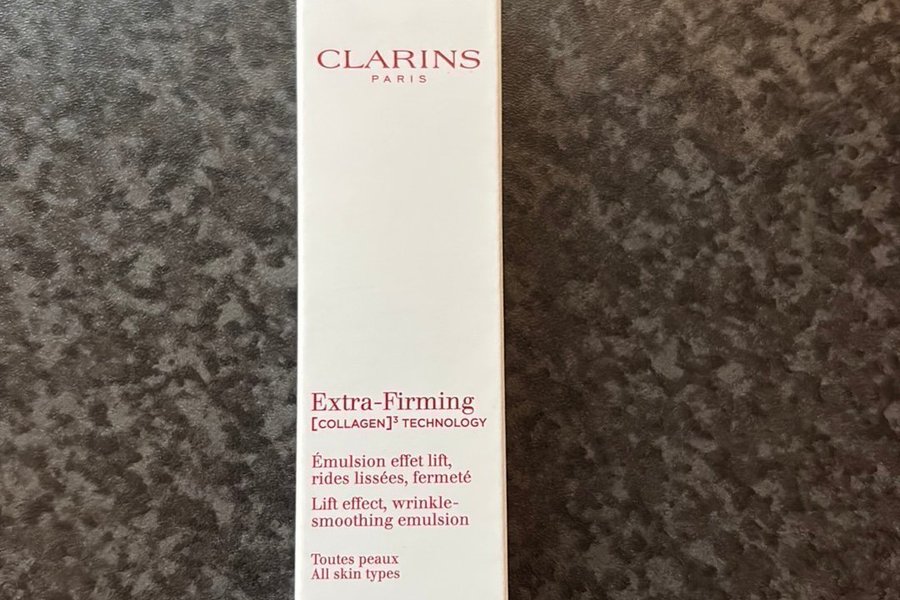 CLARINS
PARIS
Extra-Firming
[COLLAGEN]³ TECHNOLOGY
Émulsion effet lift,
rides lissées, fermeté
Lift effect, wrinkle-
smoothing emulsion
Toutes peaux
All skin types